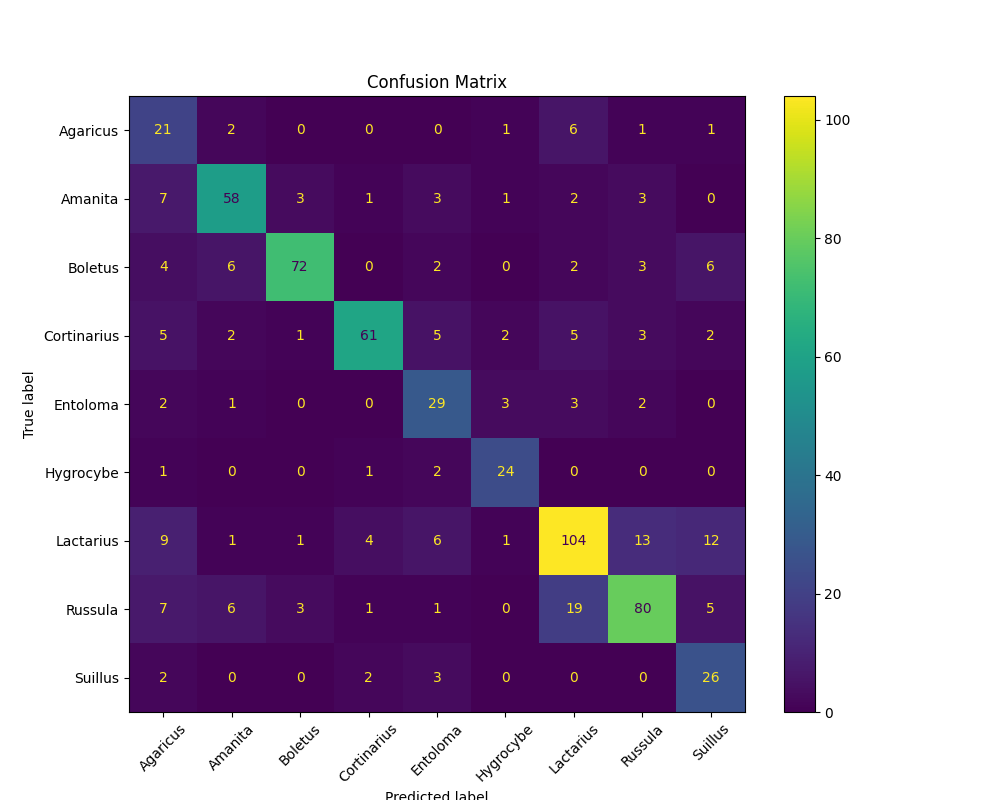 Confusion Matrix
True label
Agaricus 21 2 0 0 0 1 6 1 1
Amanita 7 58 3 1 3 1 2 3 0
Boletus 4 6 72 0 2 0 2 3 6
Cortinarius 5 2 1 61 5 2 5 3 2
Entoloma 2 1 0 0 29 3 3 2 0
Hygrocybe 1 0 0 1 2 24 0 0 0
Lactarius 9 1 1 4 6 1 104 13 12
Russula 7 6 3 1 1 0 19 80 5
Suillus 2 0 0 2 3 0 0 0 26
Agaricus Amanita Boletus Cortinarius Entoloma Hygrocybe Lactarius Russula Suillus
Predicted label
100
80
60
40
20
0